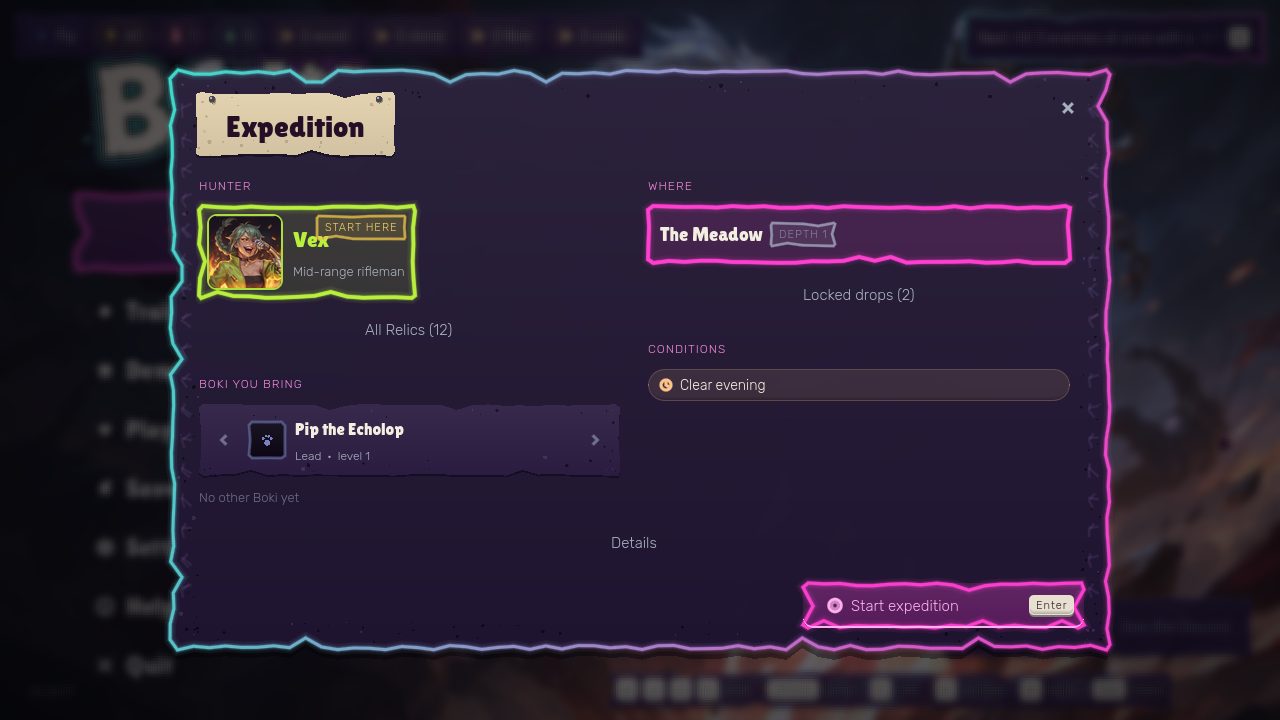 Expedition
HUNTER
START HERE
Vex
Mid-range rifleman
All Relics (12)
BOKI YOU BRING
Pip the Echolop
Lead • level 1
No other Boki yet
WHERE
The Meadow DEPTH 1
Locked drops (2)
CONDITIONS
Clear evening
Details
Start expedition Enter
Quit